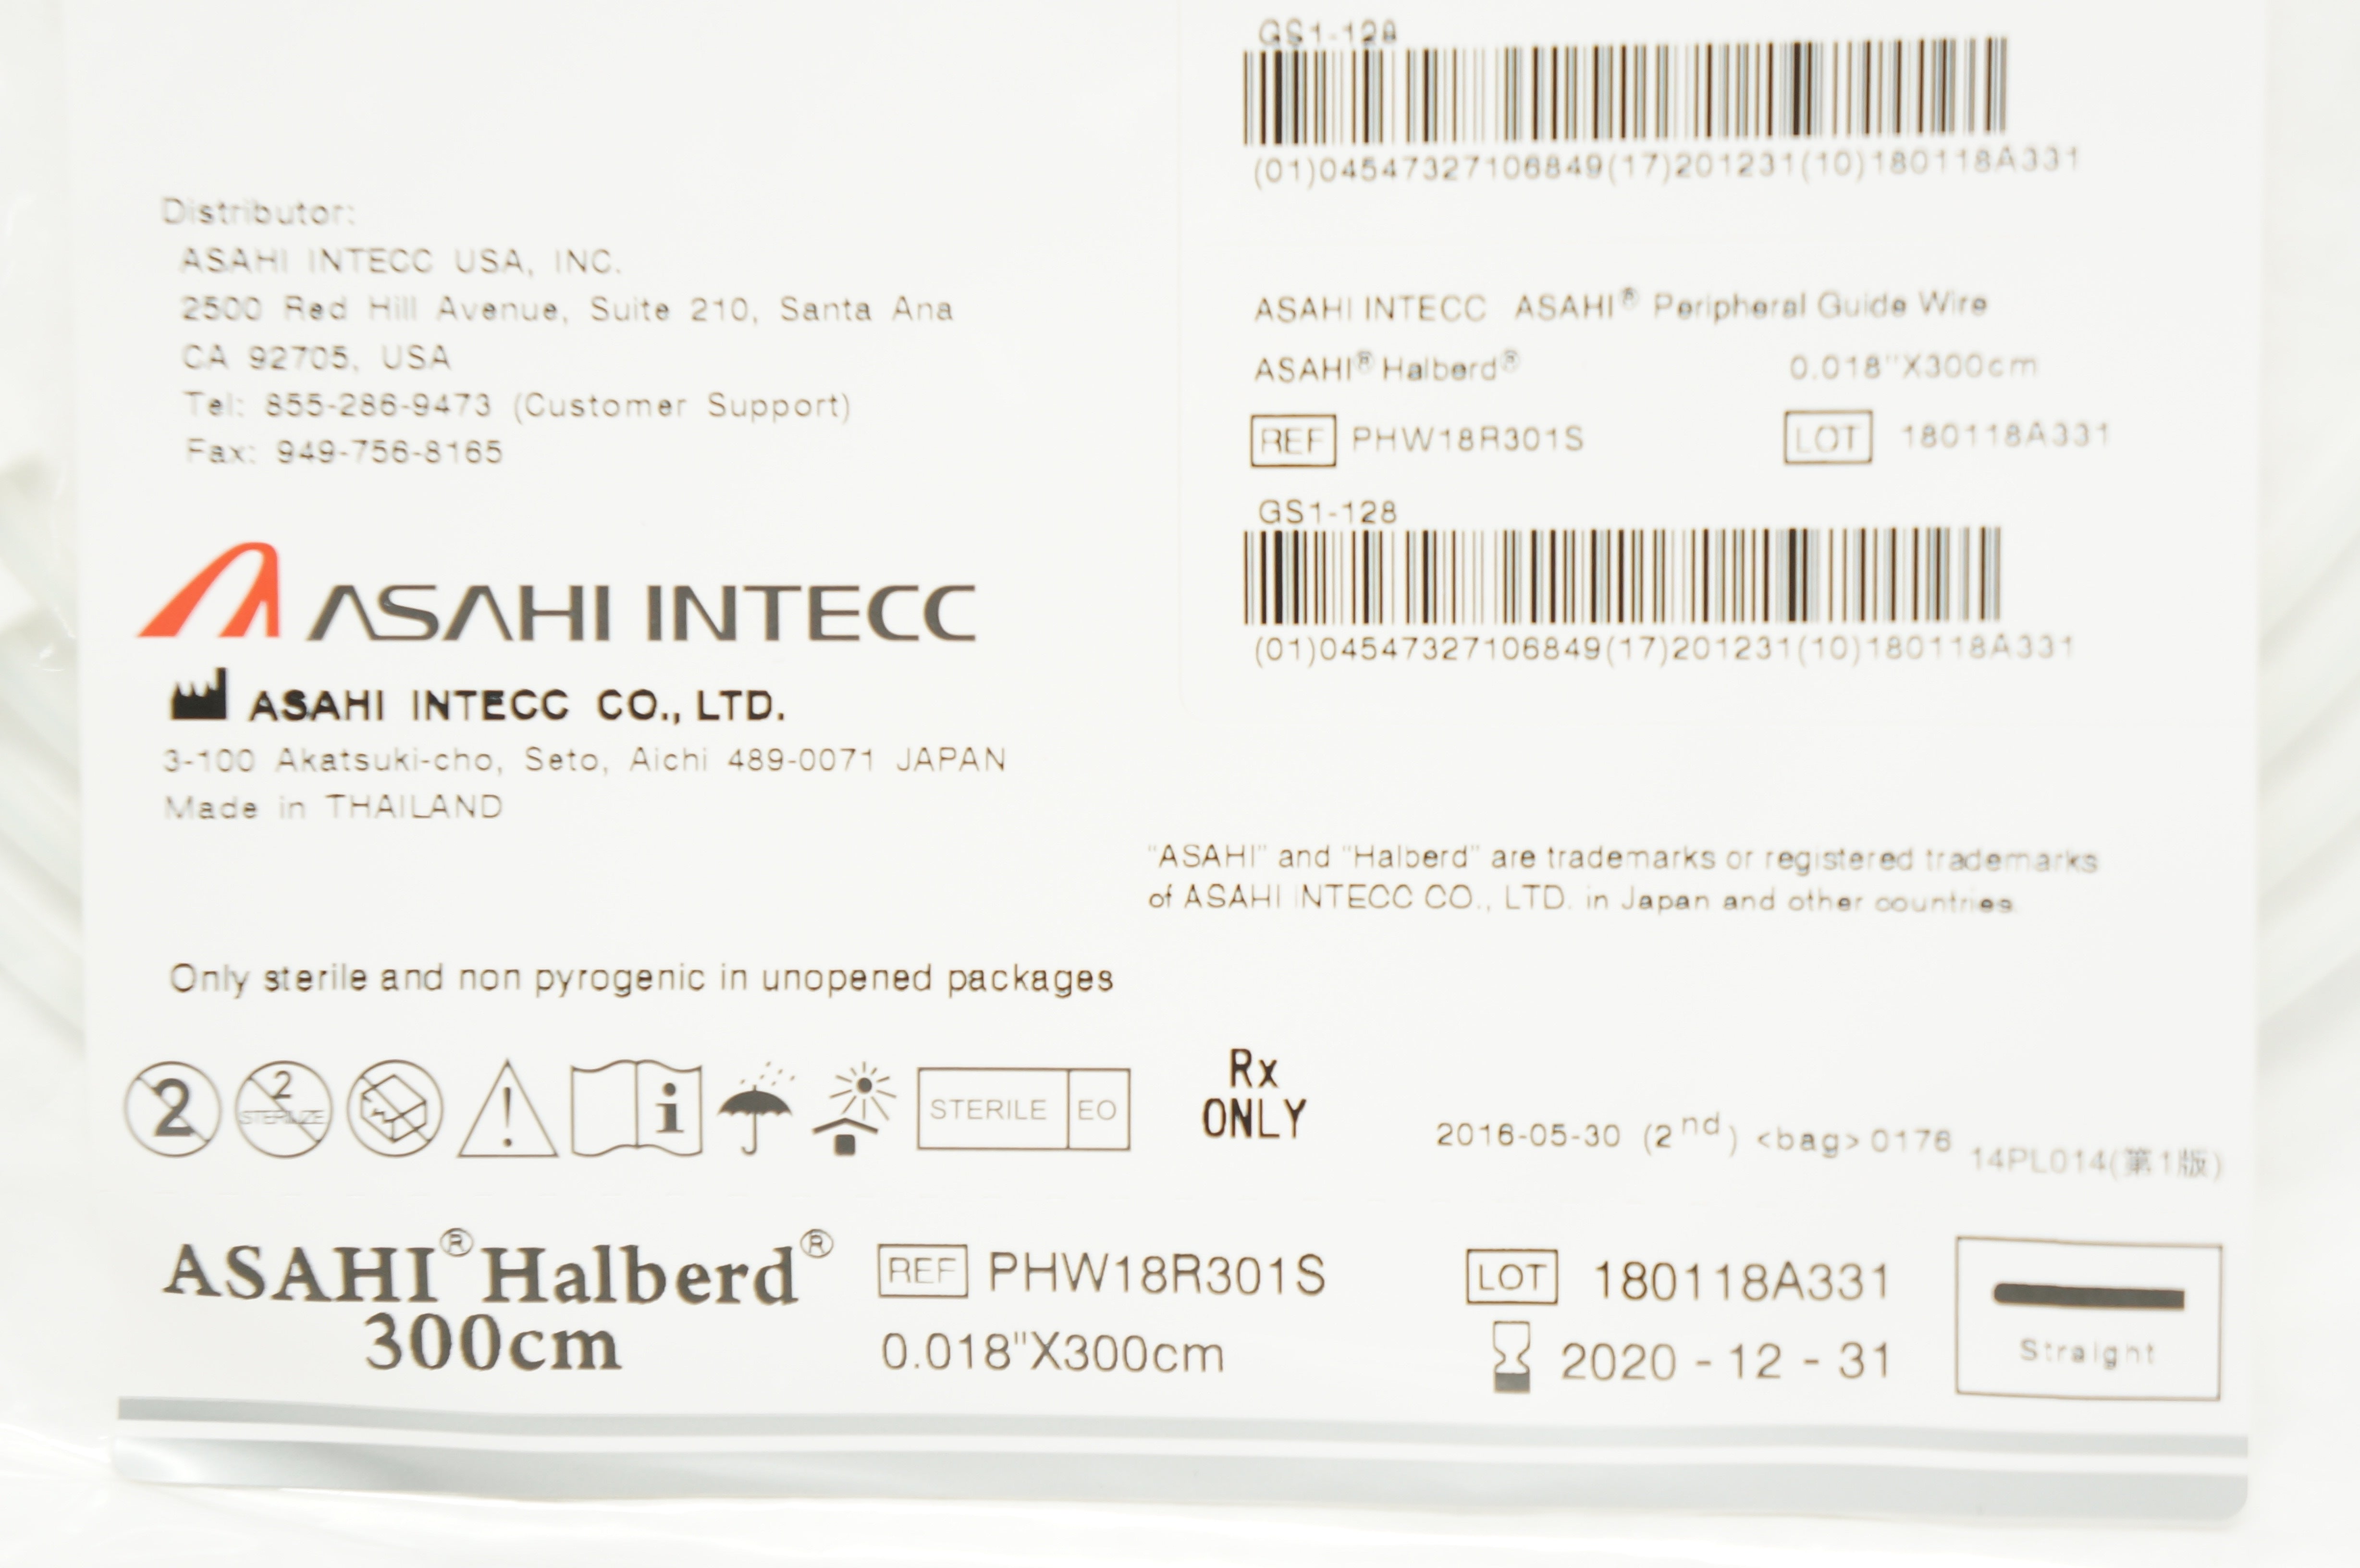 GS1-128
(01)04547327106849(17)201231(10)180118A331
Distributor:
ASAHI INTECC USA, INC.
2500 Red Hill Avenue, Suite 210, Santa Ana
CA 92705, USA
Tel: 855-286-9473 (Customer Support)
Fax: 949-756-8165
ASAHI INTECC ASAHI® Peripheral Guide Wire
ASAHI® Halberd® 0.018"X300cm
REF PHW18R301S LOT 180118A331
GS1-128
(01)04547327106849(17)201231(10)180118A331
ASAHI INTECC
ASAHI INTECC CO., LTD.
3-100 Akatsuki-cho, Seto, Aichi 489-0071 JAPAN
Made in THAILAND
"ASAHI" and "Halberd" are trademarks or registered trademarks
of ASAHI INTECC CO., LTD. in Japan and other countries.
Only sterile and non pyrogenic in unopened packages
2
2
STERILIZE
i
STERILE EO
Rx
ONLY
2016-05-30 (2nd) <bag> 0176 14PL014(第1版)
ASAHI® Halberd®
300cm
REF PHW18R301S
0.018"X300cm
LOT 180118A331
2020 - 12 - 31
Straight